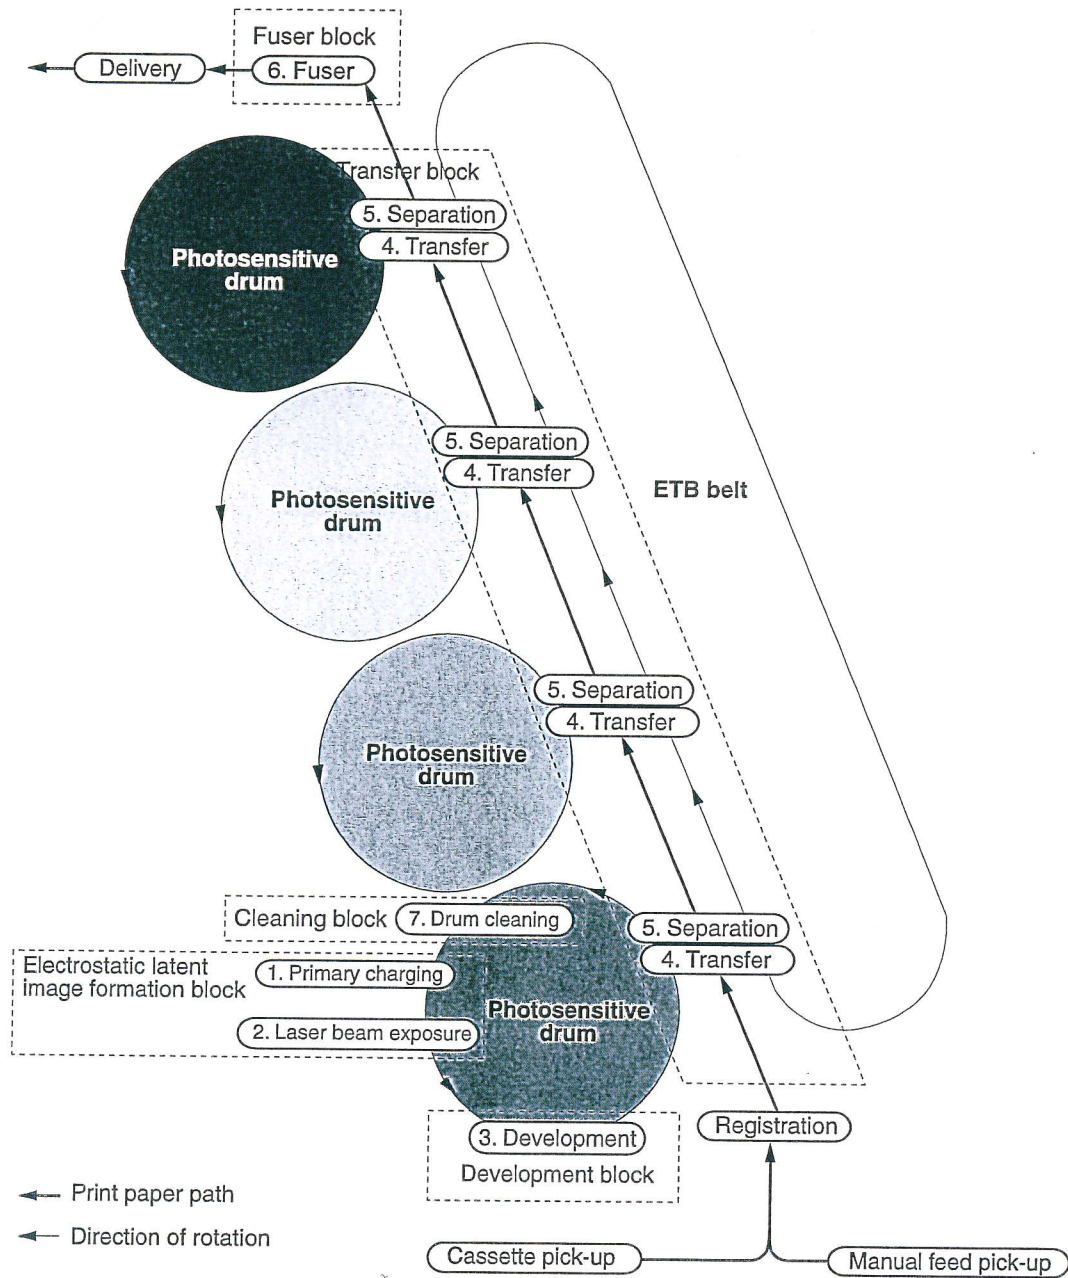 Fuser block
Delivery
6. Fuser
Transfer block
5. Separation
4. Transfer
Photosensitive
drum
5. Separation
4. Transfer
ETB belt
Photosensitive
drum
5. Separation
4. Transfer
Photosensitive
drum
Cleaning block
7. Drum cleaning
5. Separation
4. Transfer
Electrostatic latent
image formation block
1. Primary charging
2. Laser beam exposure
Photosensitive
drum
Registration
3. Development
Development block
Print paper path
Direction of rotation
Cassette pick-up
Manual feed pick-up